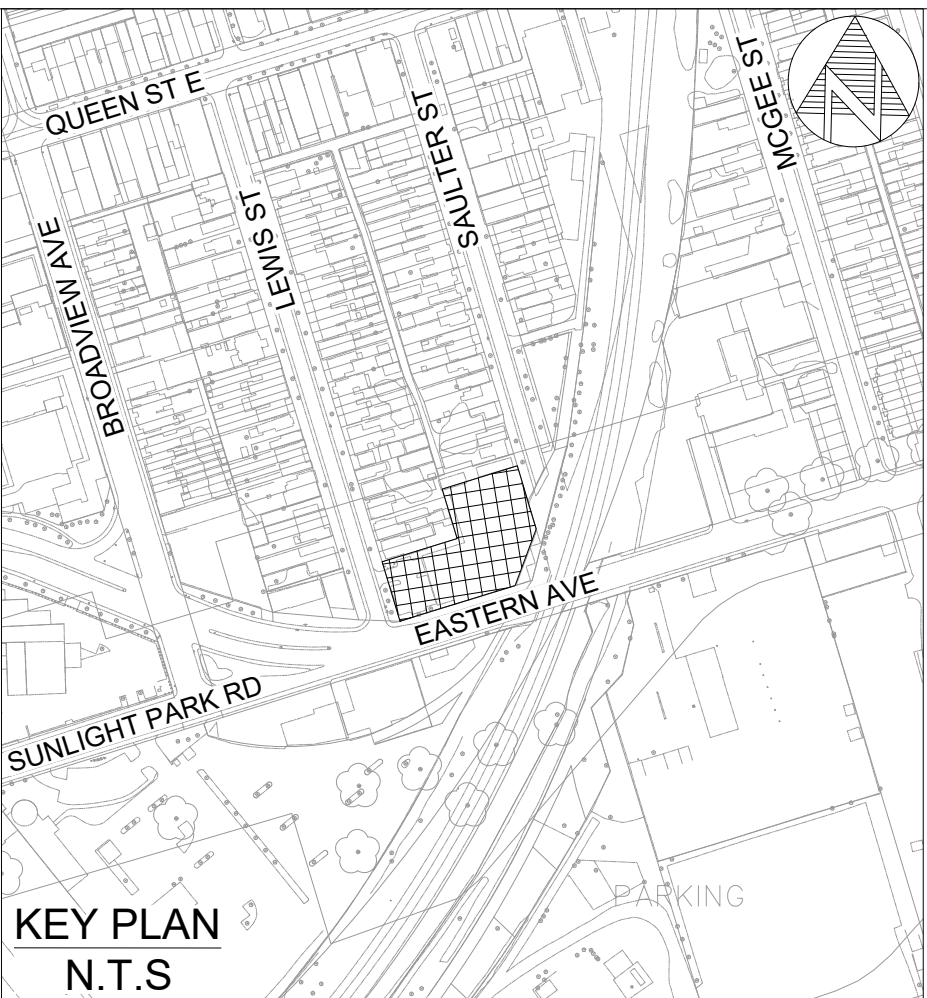 QUEEN ST E
BROADVIEW AVE
LEWIS ST
SAULTER ST
MCGEE ST
N
EASTERN AVE
SUNLIGHT PARK RD
PARKING
KEY PLAN
N.T.S